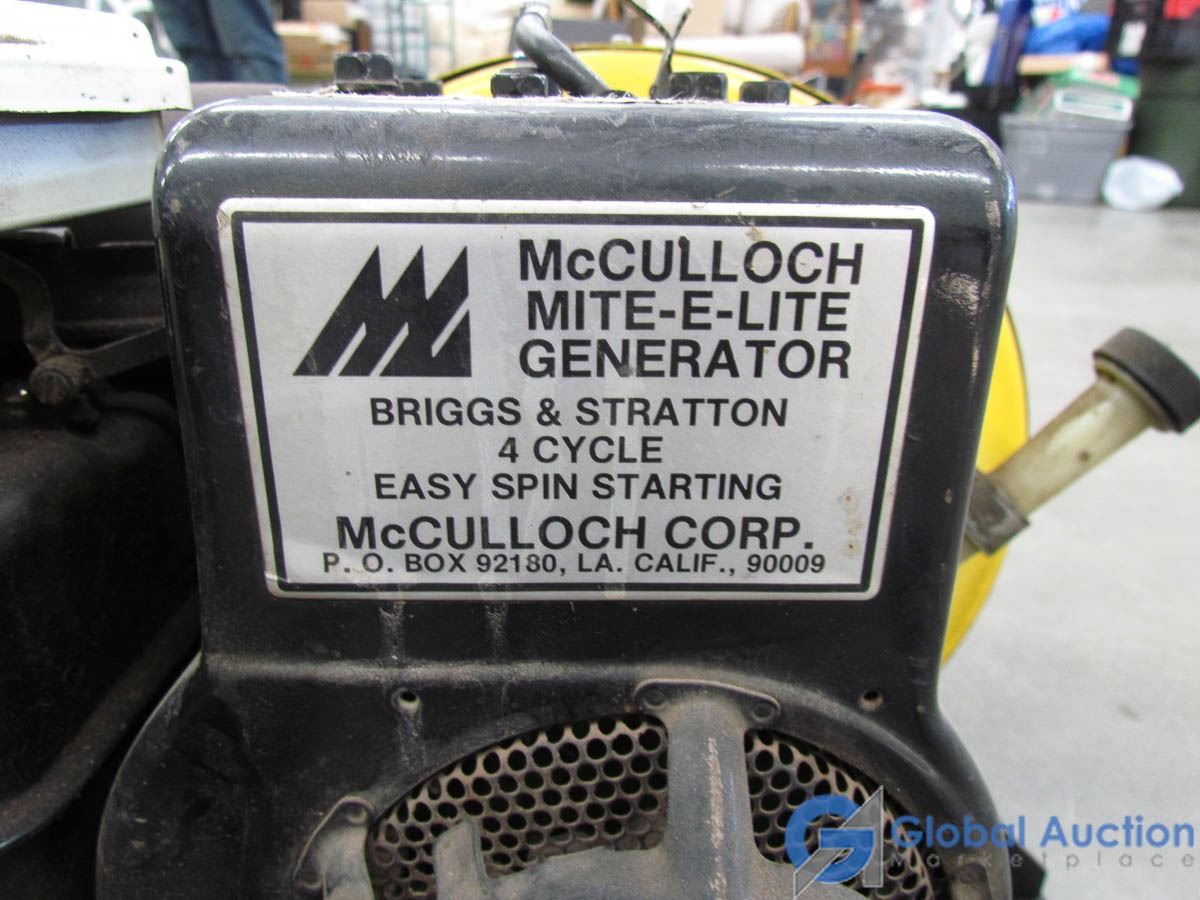 McCULLOCH
MITE-E-LITE
GENERATOR
BRIGGS & STRATTON
4 CYCLE
EASY SPIN STARTING
McCULLOCH CORP.
P. O. BOX 92180, LA. CALIF., 90009
Global Auction
Marketplace